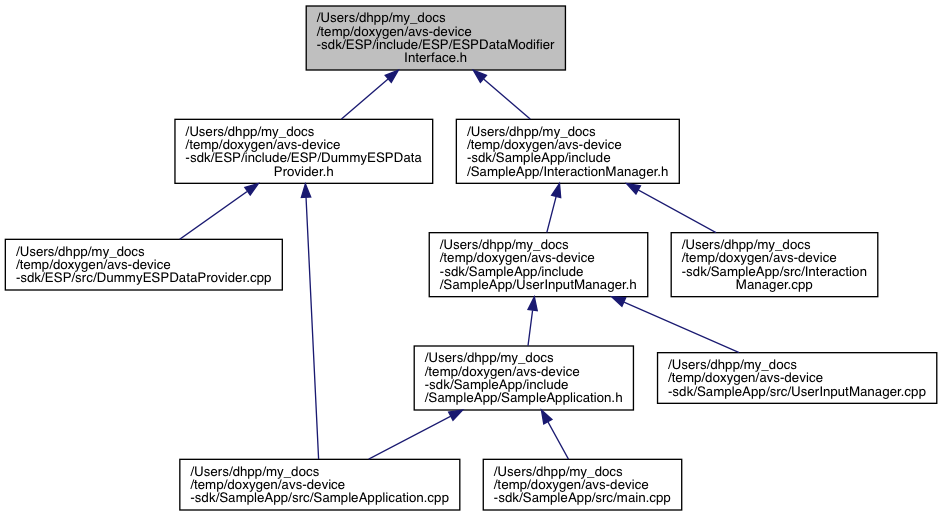 /Users/dhpp/my_docs
/temp/doxygen/avs-device
-sdk/ESP/include/ESP/ESPDataModifier
Interface.h
/Users/dhpp/my_docs
/temp/doxygen/avs-device
-sdk/ESP/include/ESP/DummyESPData
Provider.h
/Users/dhpp/my_docs
/temp/doxygen/avs-device
-sdk/SampleApp/include
/SampleApp/InteractionManager.h
/Users/dhpp/my_docs
/temp/doxygen/avs-device
-sdk/ESP/src/DummyESPDataProvider.cpp
/Users/dhpp/my_docs
/temp/doxygen/avs-device
-sdk/SampleApp/include
/SampleApp/UserInputManager.h
/Users/dhpp/my_docs
/temp/doxygen/avs-device
-sdk/SampleApp/src/Interaction
Manager.cpp
/Users/dhpp/my_docs
/temp/doxygen/avs-device
-sdk/SampleApp/include
/SampleApp/SampleApplication.h
/Users/dhpp/my_docs
/temp/doxygen/avs-device
-sdk/SampleApp/src/UserInputManager.cpp
/Users/dhpp/my_docs
/temp/doxygen/avs-device
-sdk/SampleApp/src/SampleApplication.cpp
/Users/dhpp/my_docs
/temp/doxygen/avs-device
-sdk/SampleApp/src/main.cpp